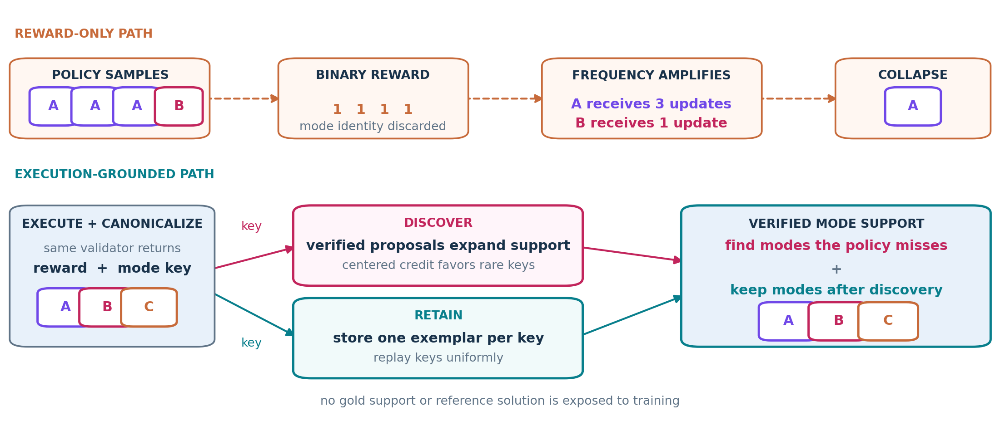 REWARD-ONLY PATH
POLICY SAMPLES
A A A B
BINARY REWARD
1 1 1 1
mode identity discarded
FREQUENCY AMPLIFIES
A receives 3 updates
B receives 1 update
COLLAPSE
A
EXECUTION-GROUNDED PATH
EXECUTE + CANONICALIZE
same validator returns
reward + mode key
A B C
key
key
DISCOVER
verified proposals expand support
centered credit favors rare keys
RETAIN
store one exemplar per key
replay keys uniformly
VERIFIED MODE SUPPORT
find modes the policy misses
+
keep modes after discovery
A B C
no gold support or reference solution is exposed to training